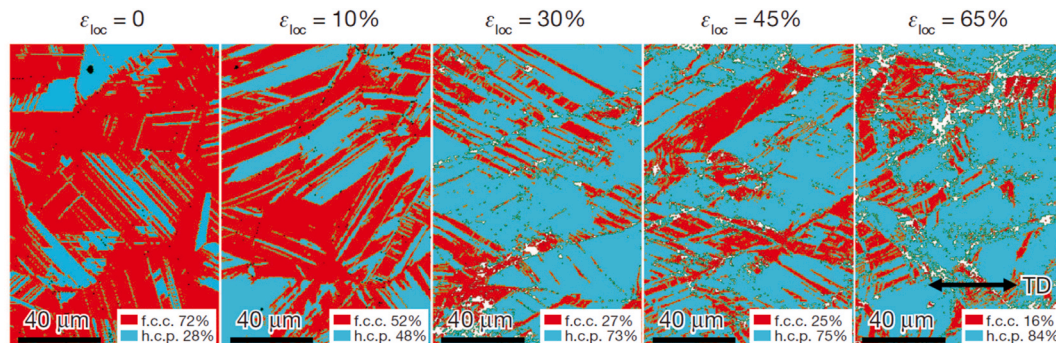 ε_loc = 0
ε_loc = 10%
ε_loc = 30%
ε_loc = 45%
ε_loc = 65%
TD
40 μm
f.c.c. 72%
h.c.p. 28%
40 μm
f.c.c. 52%
h.c.p. 48%
40 μm
f.c.c. 27%
h.c.p. 73%
40 μm
f.c.c. 25%
h.c.p. 75%
40 μm
f.c.c. 16%
h.c.p. 84%